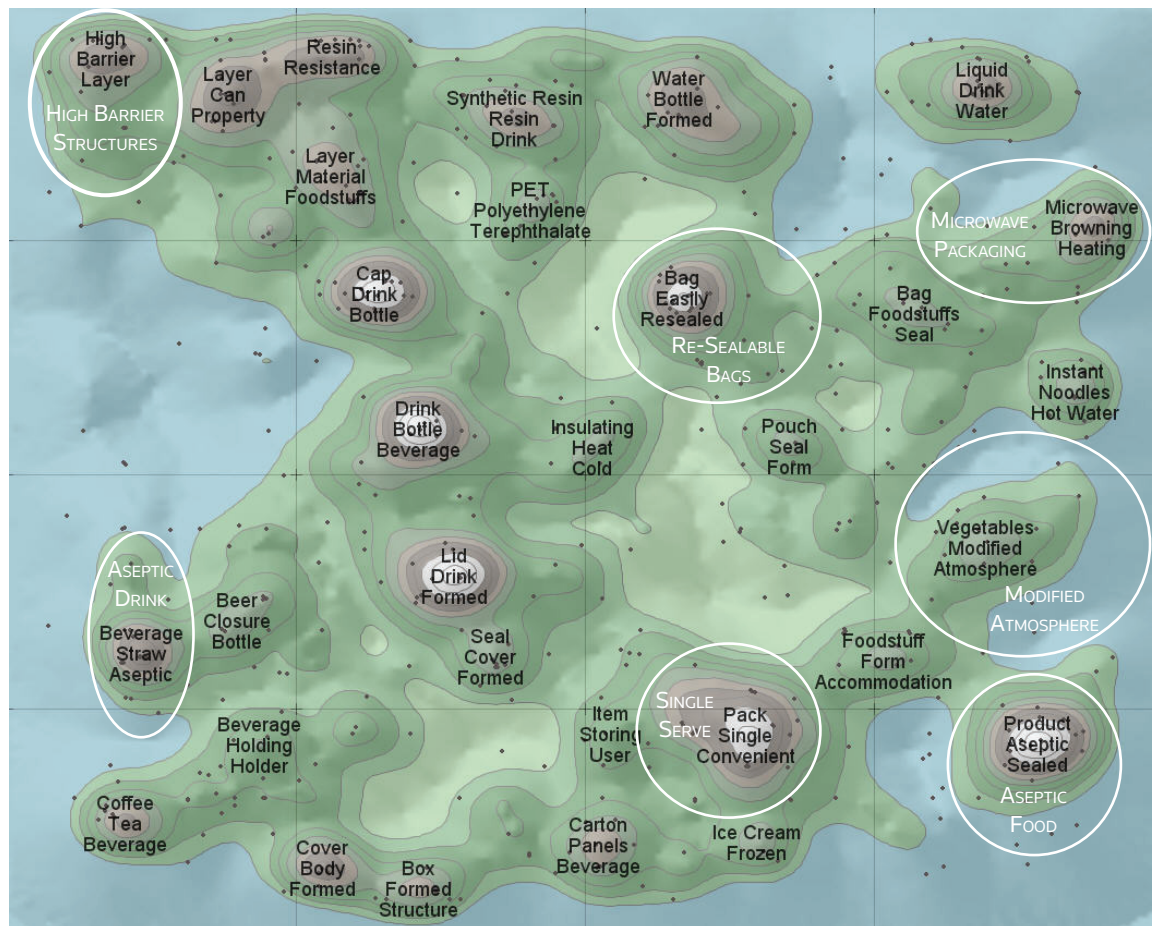 High
Barrier
Layer
HIGH BARRIER
STRUCTURES
Layer
Can
Property
Resin
Resistance
Layer
Material
Foodstuffs
Synthetic Resin
Resin
Drink
PET
Polyethylene
Terephthalate
Water
Bottle
Formed
Liquid
Drink
Water
MICROWAVE
PACKAGING
Microwave
Browning
Heating
Cap
Drink
Bottle
Bag
Easily
Resealed
RE-SEALABLE
BAGS
Bag
Foodstuffs
Seal
Instant
Noodles
Hot Water
Drink
Bottle
Beverage
Insulating
Heat
Cold
Pouch
Seal
Form
Vegetables
Modified
Atmosphere
MODIFIED
ATMOSPHERE
Lid
Drink
Formed
ASEPTIC
DRINK
Beverage
Straw
Aseptic
Beer
Closure
Bottle
Seal
Cover
Formed
Foodstuff
Form
Accommodation
Beverage
Holding
Holder
Item
Storing
User
SINGLE
SERVE
Pack
Single
Convenient
Product
Aseptic
Sealed
ASEPTIC
FOOD
Coffee
Tea
Beverage
Cover
Body
Formed
Box
Formed
Structure
Carton
Panels
Beverage
Ice Cream
Frozen